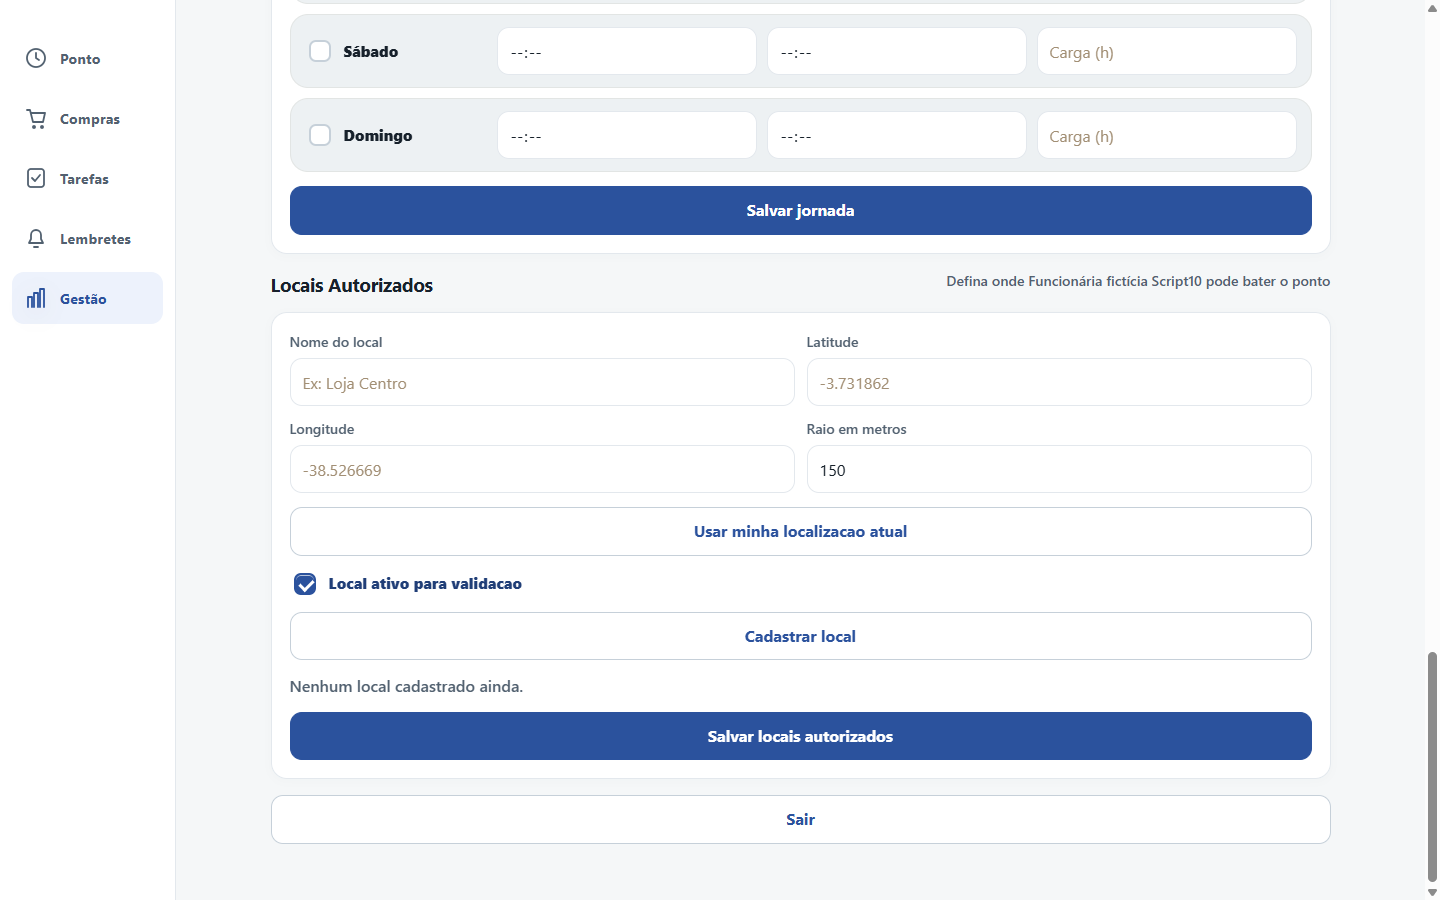 Ponto
Compras
Tarefas
Lembretes
Gestão
Sábado --:-- --:-- Carga (h)
Domingo --:-- --:-- Carga (h)
Salvar jornada
Locais Autorizados
Defina onde Funcionária fictícia Script10 pode bater o ponto
Nome do local
Ex: Loja Centro
Latitude
-3.731862
Longitude
-38.526669
Raio em metros
150
Usar minha localizacao atual
Local ativo para validacao
Cadastrar local
Nenhum local cadastrado ainda.
Salvar locais autorizados
Sair